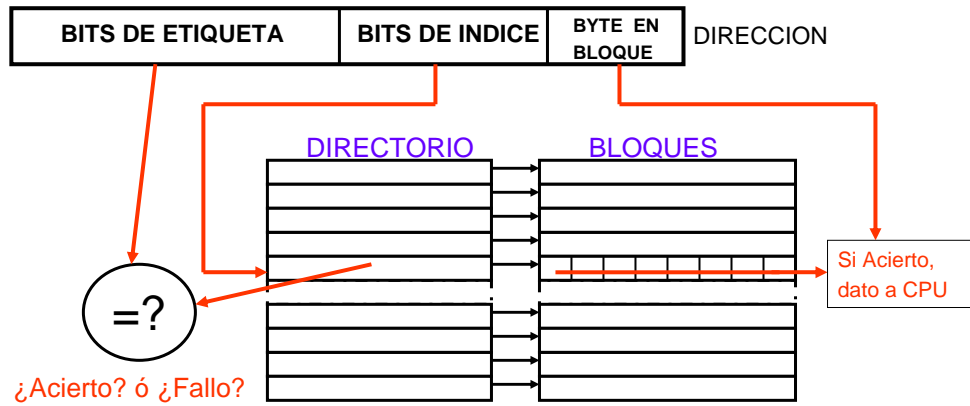 BITS DE ETIQUETA
BITS DE INDICE
BYTE EN
BLOQUE
DIRECCION
DIRECTORIO
BLOQUES
=?
Si Acierto,
dato a CPU
¿Acierto? ó ¿Fallo?